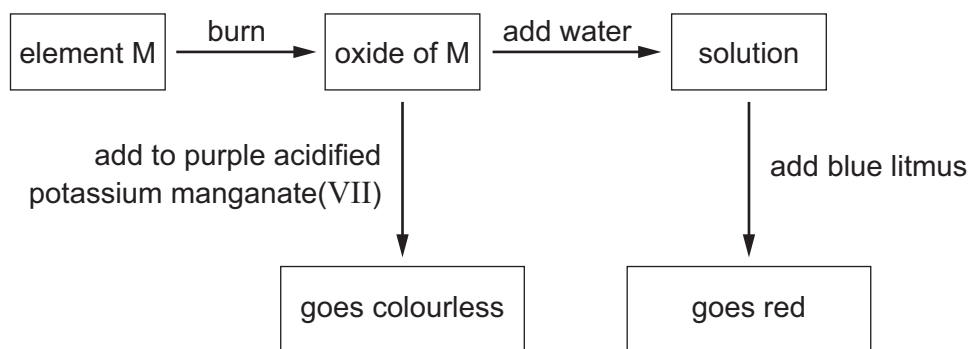 element M
burn
oxide of M
add water
solution
add to purple acidified
potassium manganate(VII)
add blue litmus
goes colourless
goes red